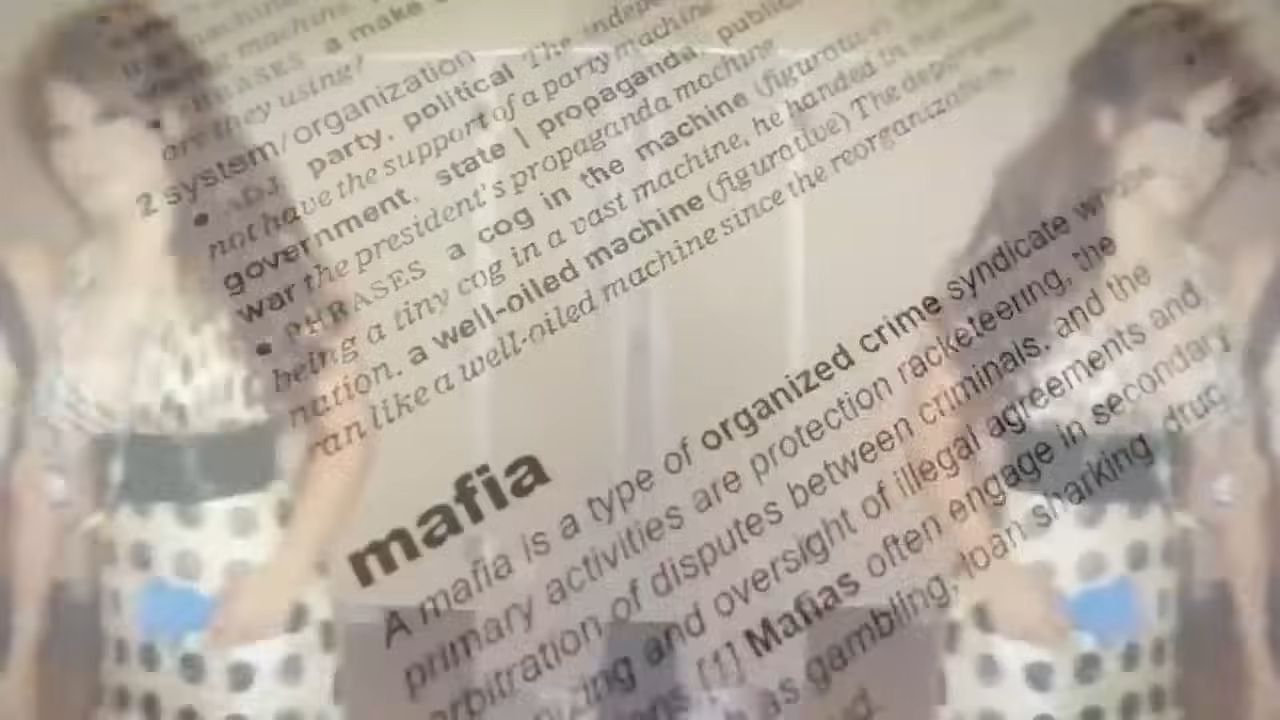 machine.
PHRASES a make
are they using?
2 system/organization
• ADJ. party, political The indepe
not have the support of a party machine
government, state | propaganda, public
war the president's propaganda machine
• PHRASES a cog in the machine (figurative)
being a tiny cog in a vast machine, he handed in
nation. a well-oiled machine (figurative) The department
ran like a well-oiled machine since the reorganization.
mafia
A mafia is a type of organized crime syndicate whose
primary activities are protection racketeering, the
arbitration of disputes between criminals, and the
and oversight of illegal agreements and
[1] Mafias often engage in secondary
as gambling, loan sharking, drug